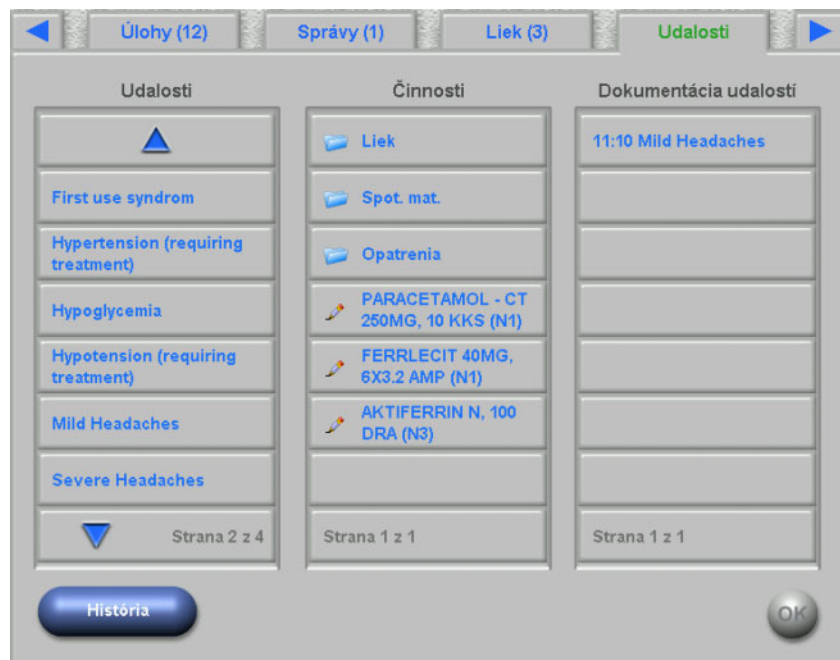 Úlohy (12)
Správy (1)
Liek (3)
Udalosti
Udalosti
First use syndrom
Hypertension (requiring
treatment)
Hypoglycemia
Hypotension (requiring
treatment)
Mild Headaches
Severe Headaches
Strana 2 z 4
Činnosti
Liek
Spot. mat.
Opatrenia
PARACETAMOL - CT
250MG, 10 KKS (N1)
FERRLECIT 40MG,
6X3.2 AMP (N1)
AKTIFERRIN N, 100
DRA (N3)
Strana 1 z 1
Dokumentácia udalostí
11:10 Mild Headaches
Strana 1 z 1
História
OK